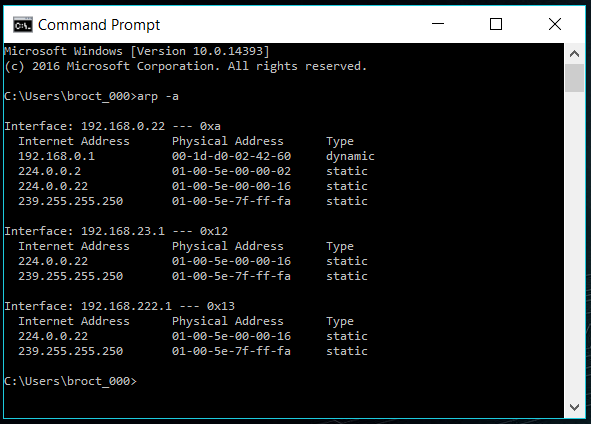 Command Prompt
Microsoft Windows [Version 10.0.14393]
(c) 2016 Microsoft Corporation. All rights reserved.
C:\Users\broct_000>arp -a
Interface: 192.168.0.22 --- 0xa
  Internet Address      Physical Address      Type
  192.168.0.1           00-1d-d0-02-42-60     dynamic
  224.0.0.2             01-00-5e-00-00-02     static
  224.0.0.22            01-00-5e-00-00-16     static
  239.255.255.250       01-00-5e-7f-ff-fa     static
Interface: 192.168.23.1 --- 0x12
  Internet Address      Physical Address      Type
  224.0.0.22            01-00-5e-00-00-16     static
  239.255.255.250       01-00-5e-7f-ff-fa     static
Interface: 192.168.222.1 --- 0x13
  Internet Address      Physical Address      Type
  224.0.0.22            01-00-5e-00-00-16     static
  239.255.255.250       01-00-5e-7f-ff-fa     static
C:\Users\broct_000>